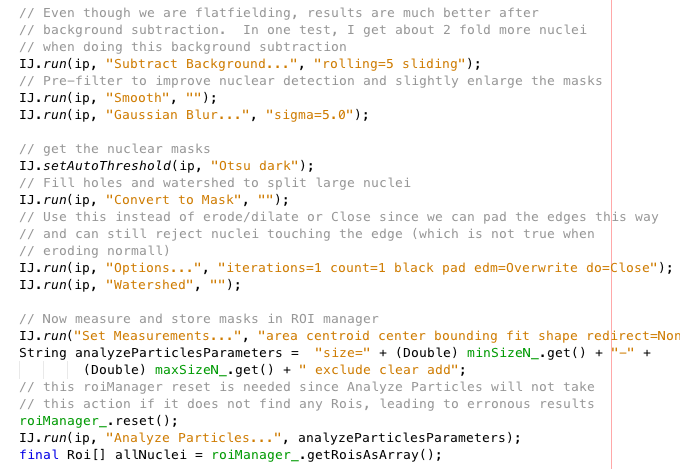 // Even though we are flatfielding, results are much better after
// background subtraction.  In one test, I get about 2 fold more nuclei
// when doing this background subtraction
IJ.run(ip, "Subtract Background...", "rolling=5 sliding");
// Pre-filter to improve nuclear detection and slightly enlarge the masks
IJ.run(ip, "Smooth", "");
IJ.run(ip, "Gaussian Blur...", "sigma=5.0");
// get the nuclear masks
IJ.setAutoThreshold(ip, "Otsu dark");
// Fill holes and watershed to split large nuclei
IJ.run(ip, "Convert to Mask", "");
// Use this instead of erode/dilate or Close since we can pad the edges this way
// and can still reject nuclei touching the edge (which is not true when
// eroding normall)
IJ.run(ip, "Options...", "iterations=1 count=1 black pad edm=Overwrite do=Close");
IJ.run(ip, "Watershed", "");
// Now measure and store masks in ROI manager
IJ.run("Set Measurements...", "area centroid center bounding fit shape redirect=Non
String analyzeParticlesParameters =  "size=" + (Double) minSizeN_.get() + "-" +
        (Double) maxSizeN_.get() + " exclude clear add";
// this roiManager reset is needed since Analyze Particles will not take
// this action if it does not find any Rois, leading to erronous results
roiManager_.reset();
IJ.run(ip, "Analyze Particles...", analyzeParticlesParameters);
final Roi[] allNuclei = roiManager_.getRoisAsArray();